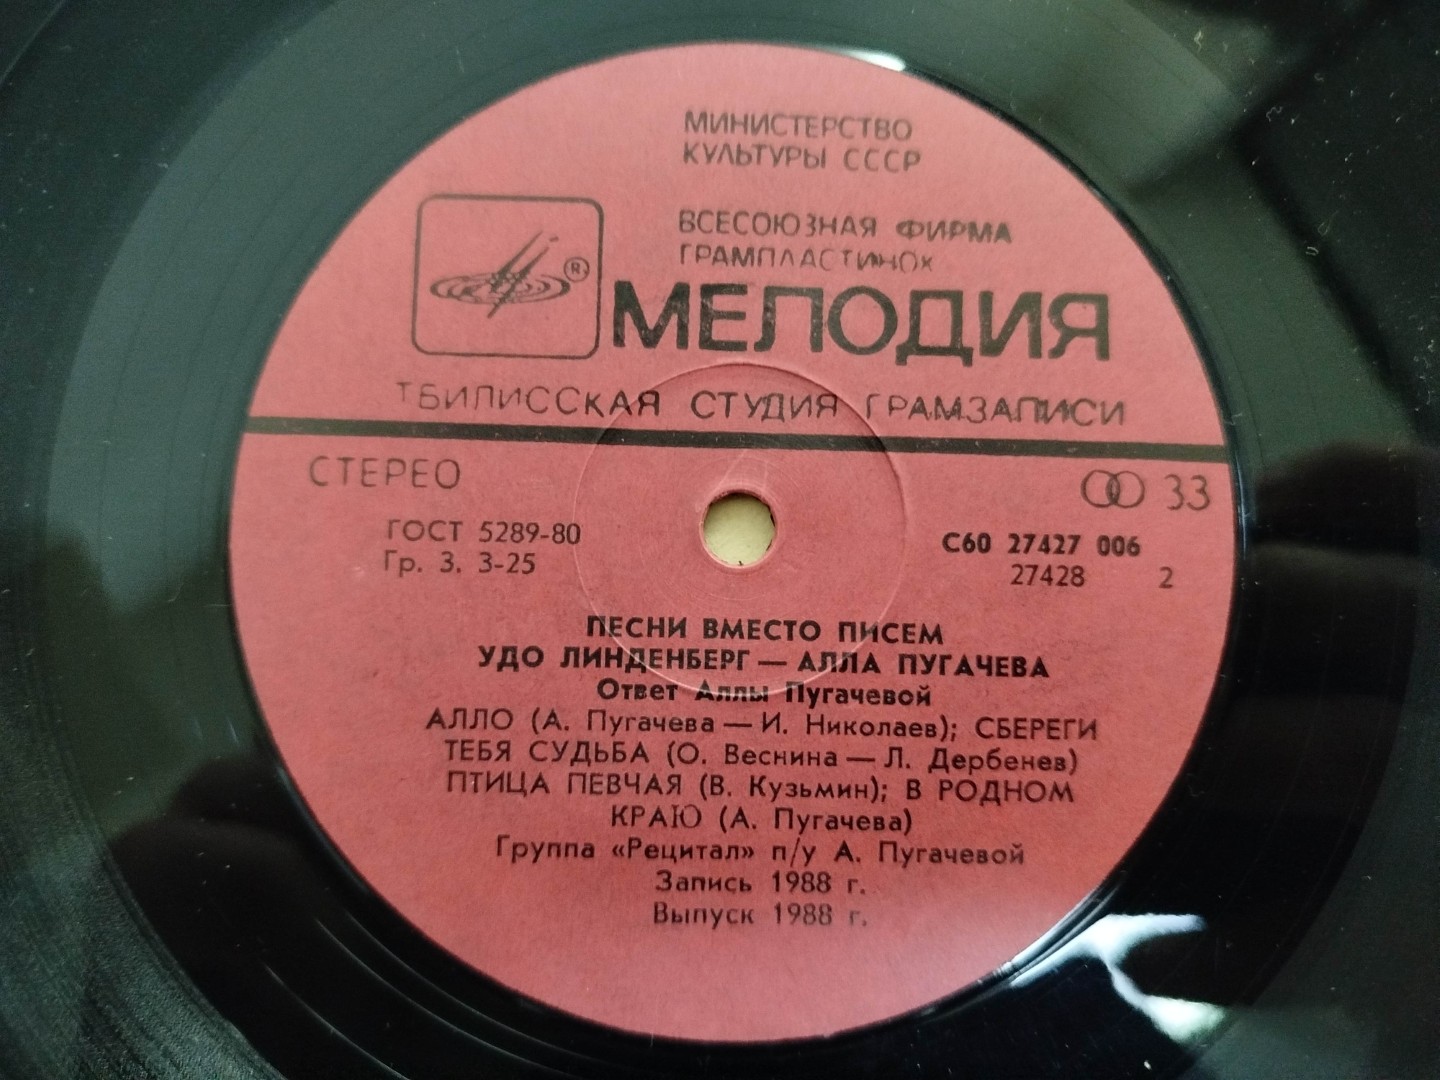 МИНИСТЕРСТВО
КУЛЬТУРЫ СССР
ВСЕСОЮЗНАЯ ФИРМА
ГРАМПЛАСТИНОК
®
МЕЛОДИЯ
ТБИЛИССКАЯ СТУДИЯ ГРАМЗАПИСИ
СТЕРЕО
33
ГОСТ 5289-80
Гр. 3. 3-25
С60 27427 006
27428 2
ПЕСНИ ВМЕСТО ПИСЕМ
УДО ЛИНДЕНБЕРГ — АЛЛА ПУГАЧЕВА
Ответ Аллы Пугачевой
АЛЛО (А. Пугачева — И. Николаев); СБЕРЕГИ
ТЕБЯ СУДЬБА (О. Веснина — Л. Дербенев)
ПТИЦА ПЕВЧАЯ (В. Кузьмин); В РОДНОМ
КРАЮ (А. Пугачева)
Группа «Рецитал» п/у А. Пугачевой
Запись 1988 г.
Выпуск 1988 г.